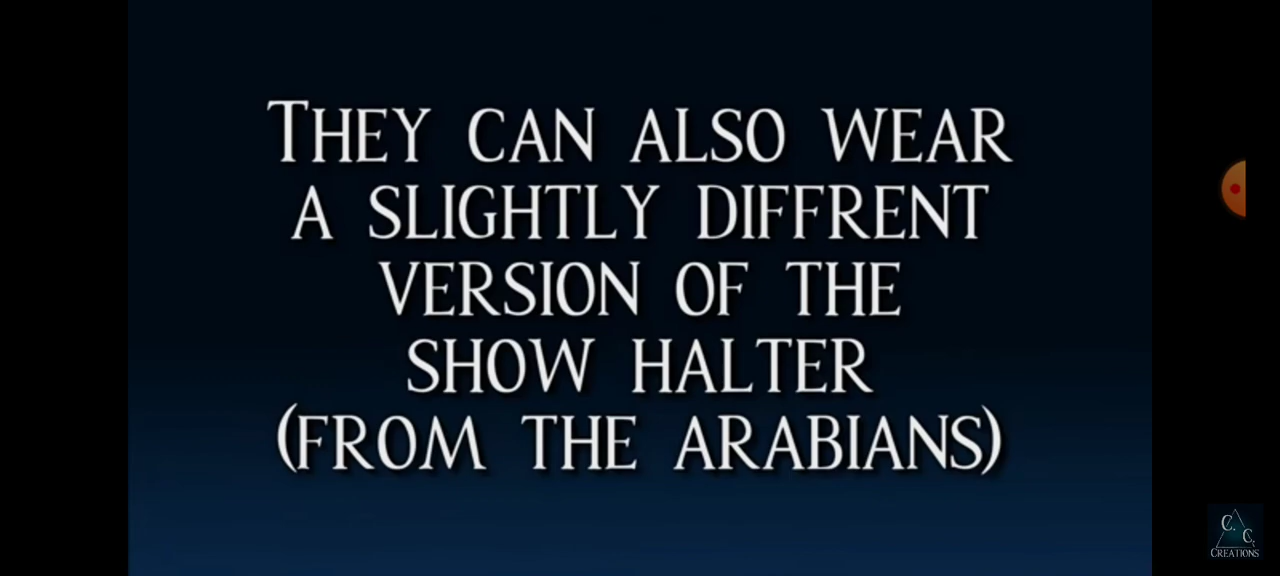 THEY CAN ALSO WEAR
A SLIGHTLY DIFFRENT
VERSION OF THE
SHOW HALTER
(FROM THE ARABIANS)
C. C.
CREATIONS